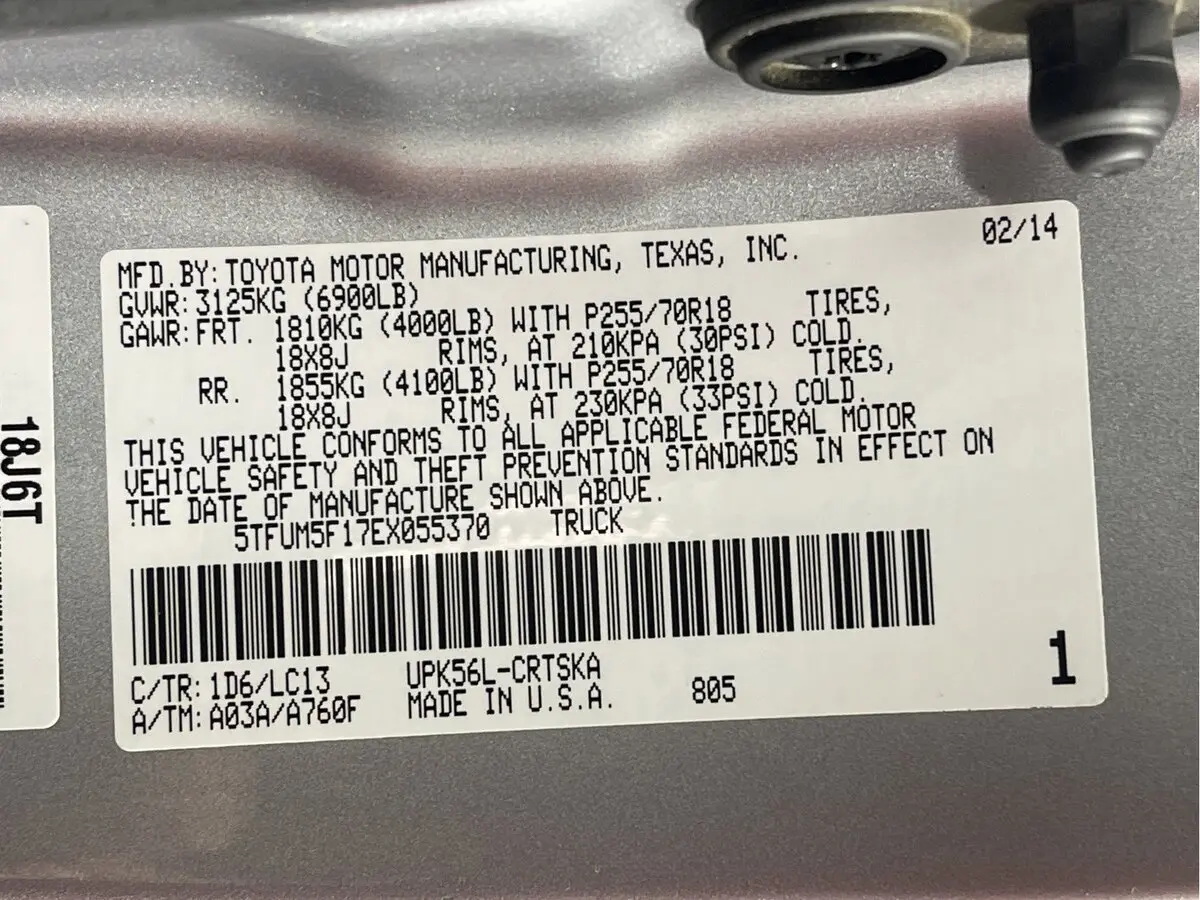 02/14
MFD.BY: TOYOTA MOTOR MANUFACTURING, TEXAS, INC.
GVWR: 3125KG (6900LB)
GAWR: FRT. 1810KG (4000LB) WITH P255/70R18 TIRES,
18X8J RIMS, AT 210KPA (30PSI) COLD.
RR. 1855KG (4100LB) WITH P255/70R18 TIRES,
18X8J RIMS, AT 230KPA (33PSI) COLD.
THIS VEHICLE CONFORMS TO ALL APPLICABLE FEDERAL MOTOR
VEHICLE SAFETY AND THEFT PREVENTION STANDARDS IN EFFECT ON
THE DATE OF MANUFACTURE SHOWN ABOVE.
5TFUM5F17EX055370 TRUCK
C/TR: 1D6/LC13 UPK56L-CRTSKA
A/TM: A03A/A760F MADE IN U.S.A. 805 1
18J6T